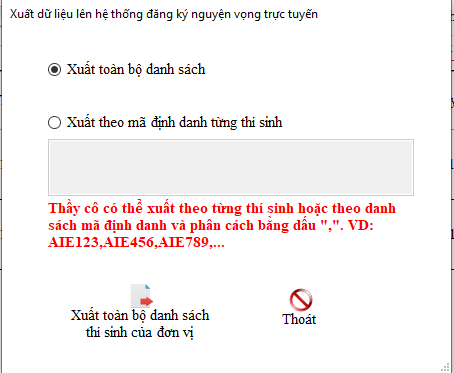 Xuất dữ liệu lên hệ thống đăng ký nguyện vọng trực tuyến
Xuất toàn bộ danh sách
Xuất theo mã định danh từng thi sinh
Thầy cô có thể xuất theo từng thí sinh hoặc theo danh
sách mã định danh và phân cách bằng dấu ",". VD:
AIE123,AIE456,AIE789,...
Xuất toàn bộ danh sách
thi sinh của đơn vị
Thoát